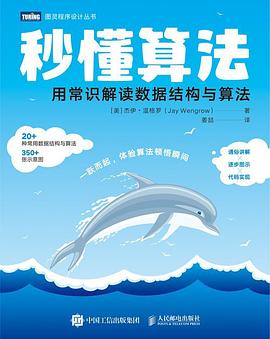 TURING 图灵程序设计丛书
秒懂算法
用常识解读数据结构与算法
[美]杰伊·温格罗（Jay Wengrow） 著
姜喆 译
20+
种常用数据结构与算法
350+
张示意图
通俗讲解
逐步图示
代码实现
一跃而起，体验算法顿悟瞬间
中国工信出版集团
人民邮电出版社